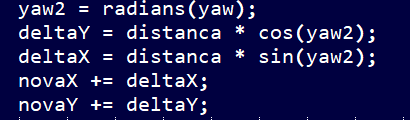 yaw2 = radians(yaw);
deltaY = distanca * cos(yaw2);
deltaX = distanca * sin(yaw2);
novaX += deltaX;
novaY += deltaY;